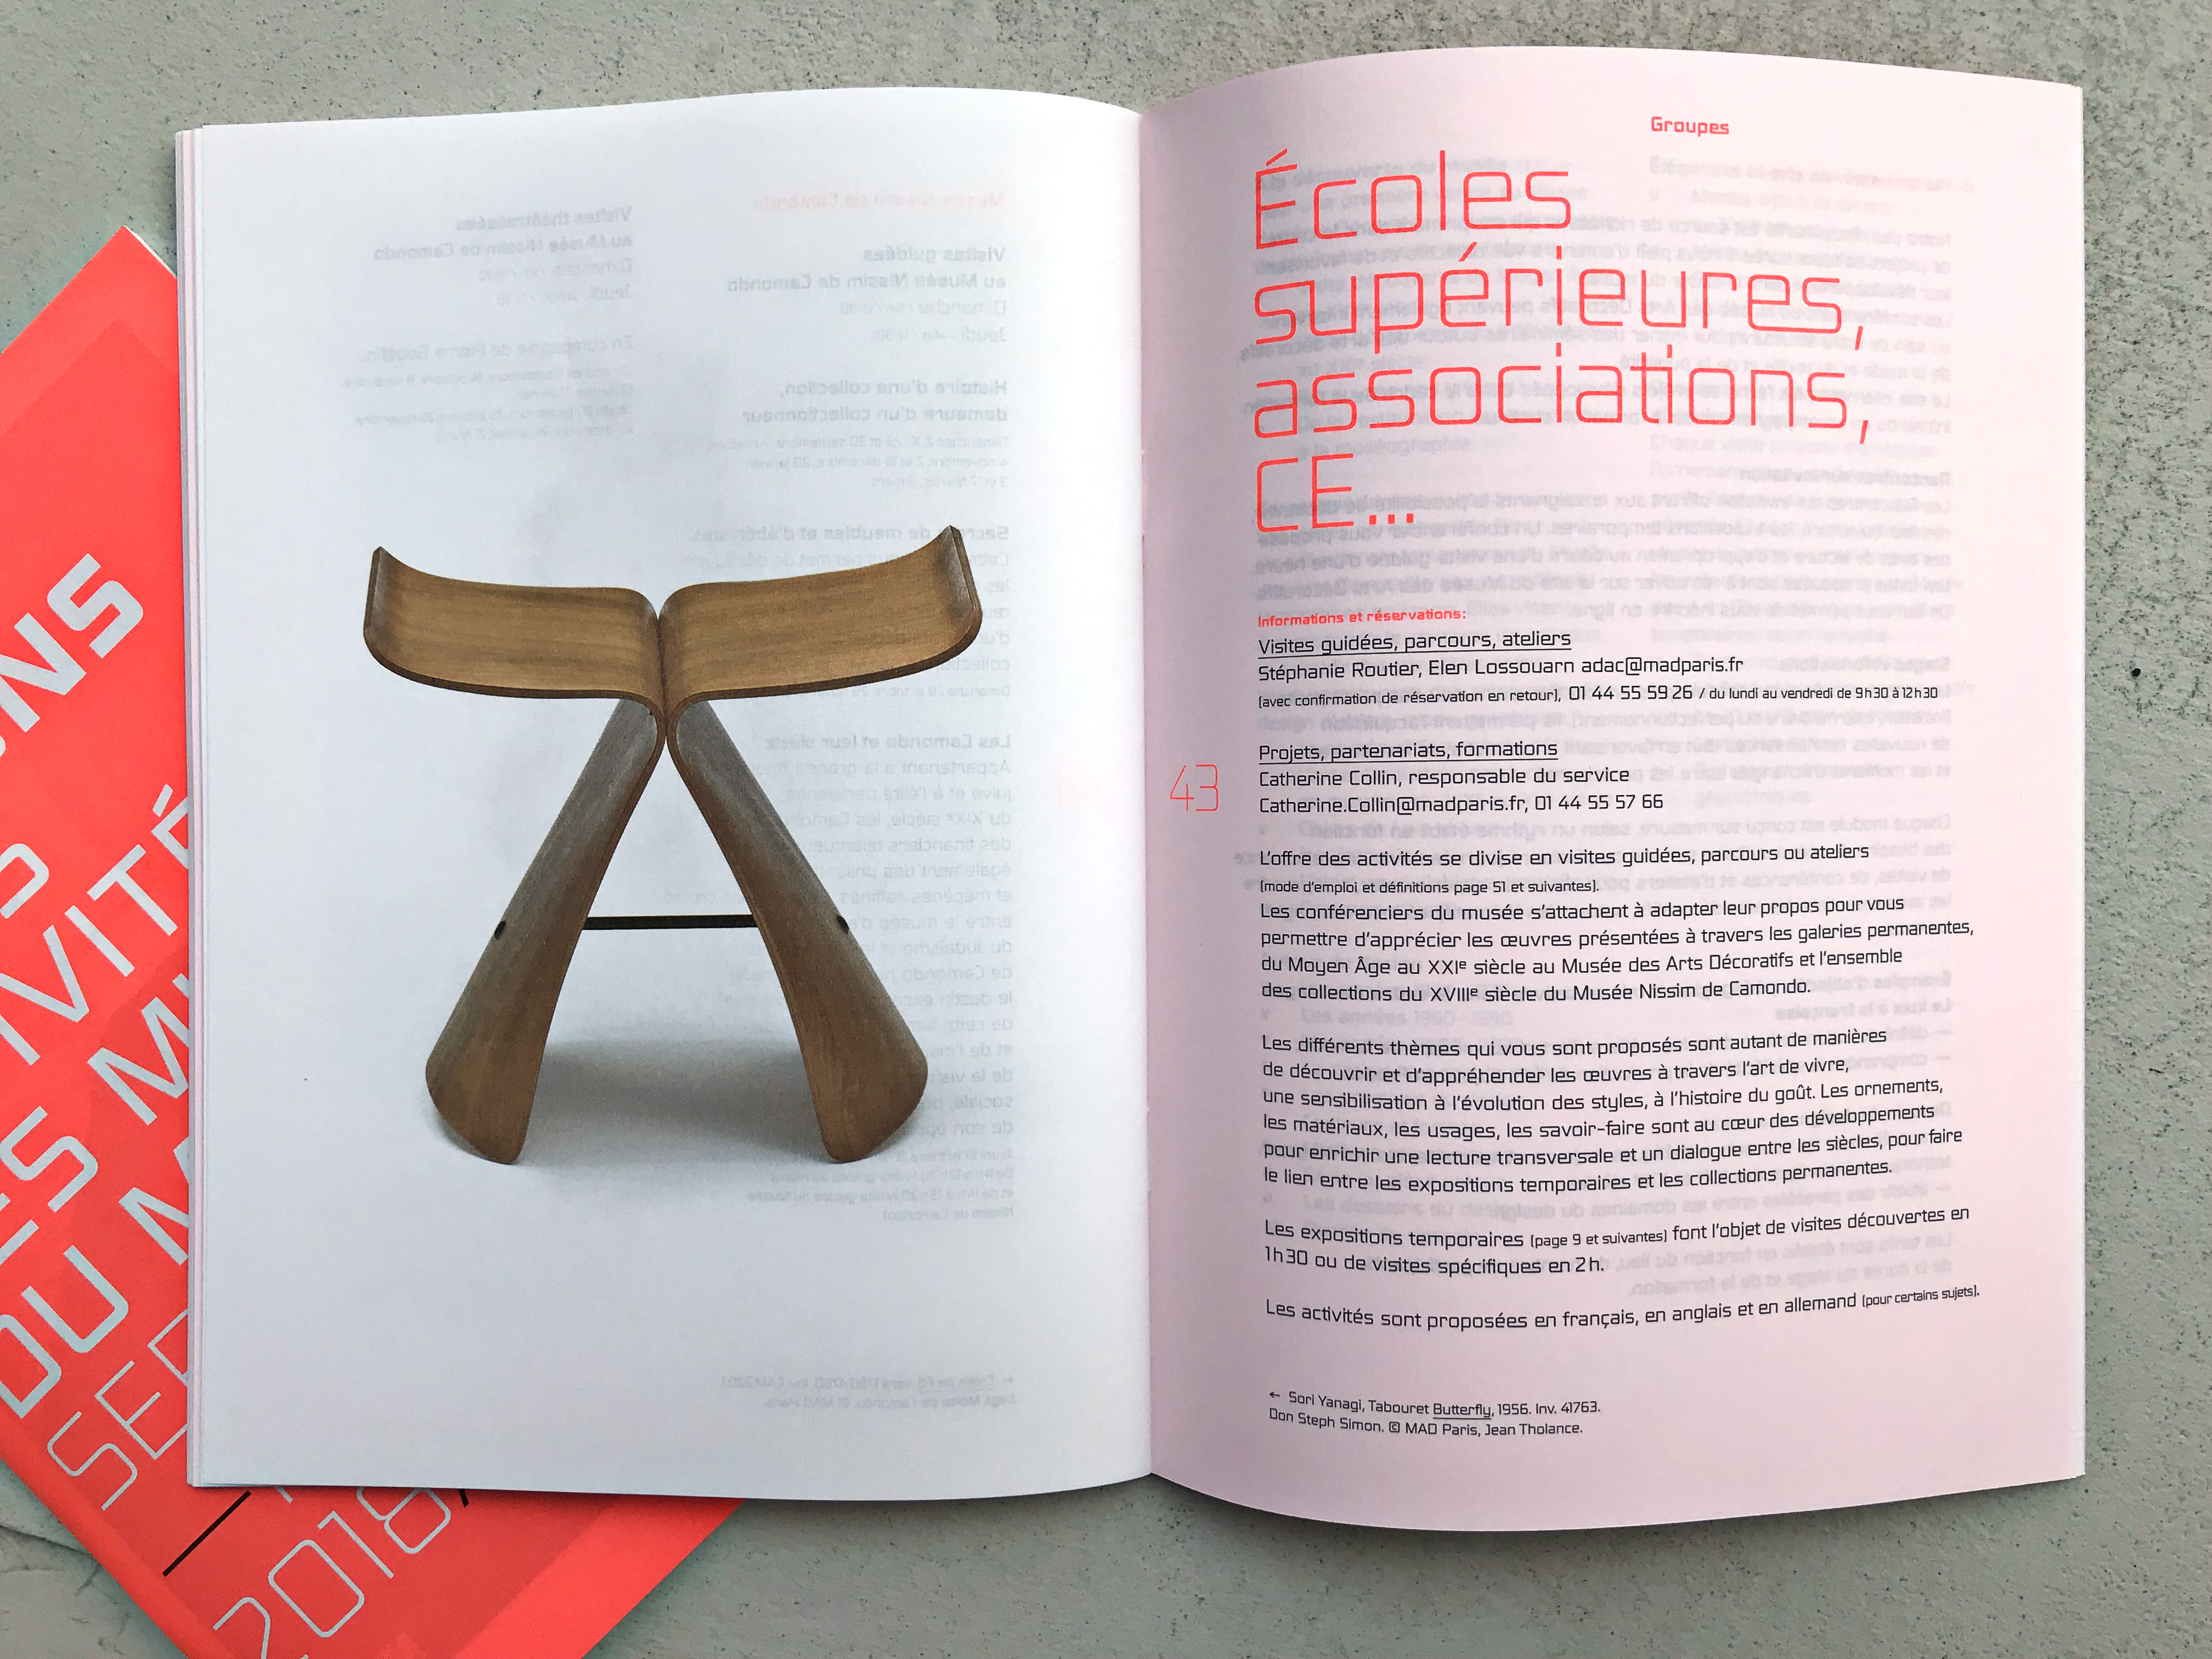 Groupes
Écoles
supérieures,
associations,
CE...
Informations et réservations:
Visites guidées, parcours, ateliers
Stéphanie Routier, Elen Lossouarn adac@madparis.fr
(avec confirmation de réservation en retour), 01 44 55 59 26 / du lundi au vendredi de 9h30 à 12h30
Projets, partenariats, formations
Catherine Collin, responsable du service
43
Catherine.Collin@madparis.fr, 01 44 55 57 66
L'offre des activités se divise en visites guidées, parcours ou ateliers
(mode d'emploi et définitions page 51 et suivantes).
Les conférenciers du musée s'attachent à adapter leur propos pour vous
permettre d'apprécier les œuvres présentées à travers les galeries permanentes,
du Moyen Âge au XXIe siècle au Musée des Arts Décoratifs et l'ensemble
des collections du XVIIIe siècle du Musée Nissim de Camondo.
Les différents thèmes qui vous sont proposés sont autant de manières
de découvrir et d'appréhender les œuvres à travers l'art de vivre,
une sensibilisation à l'évolution des styles, à l'histoire du goût. Les ornements,
les matériaux, les usages, les savoir-faire sont au cœur des développements
pour enrichir une lecture transversale et un dialogue entre les siècles, pour faire
le lien entre les expositions temporaires et les collections permanentes.
Les expositions temporaires (page 9 et suivantes) font l'objet de visites découvertes en
1h30 ou de visites spécifiques en 2h.
Les activités sont proposées en français, en anglais et en allemand (pour certains sujets).
← Sori Yanagi, Tabouret Butterfly, 1956. Inv. 41763.
Don Steph Simon. © MAD Paris, Jean Tholance.
DU
2018